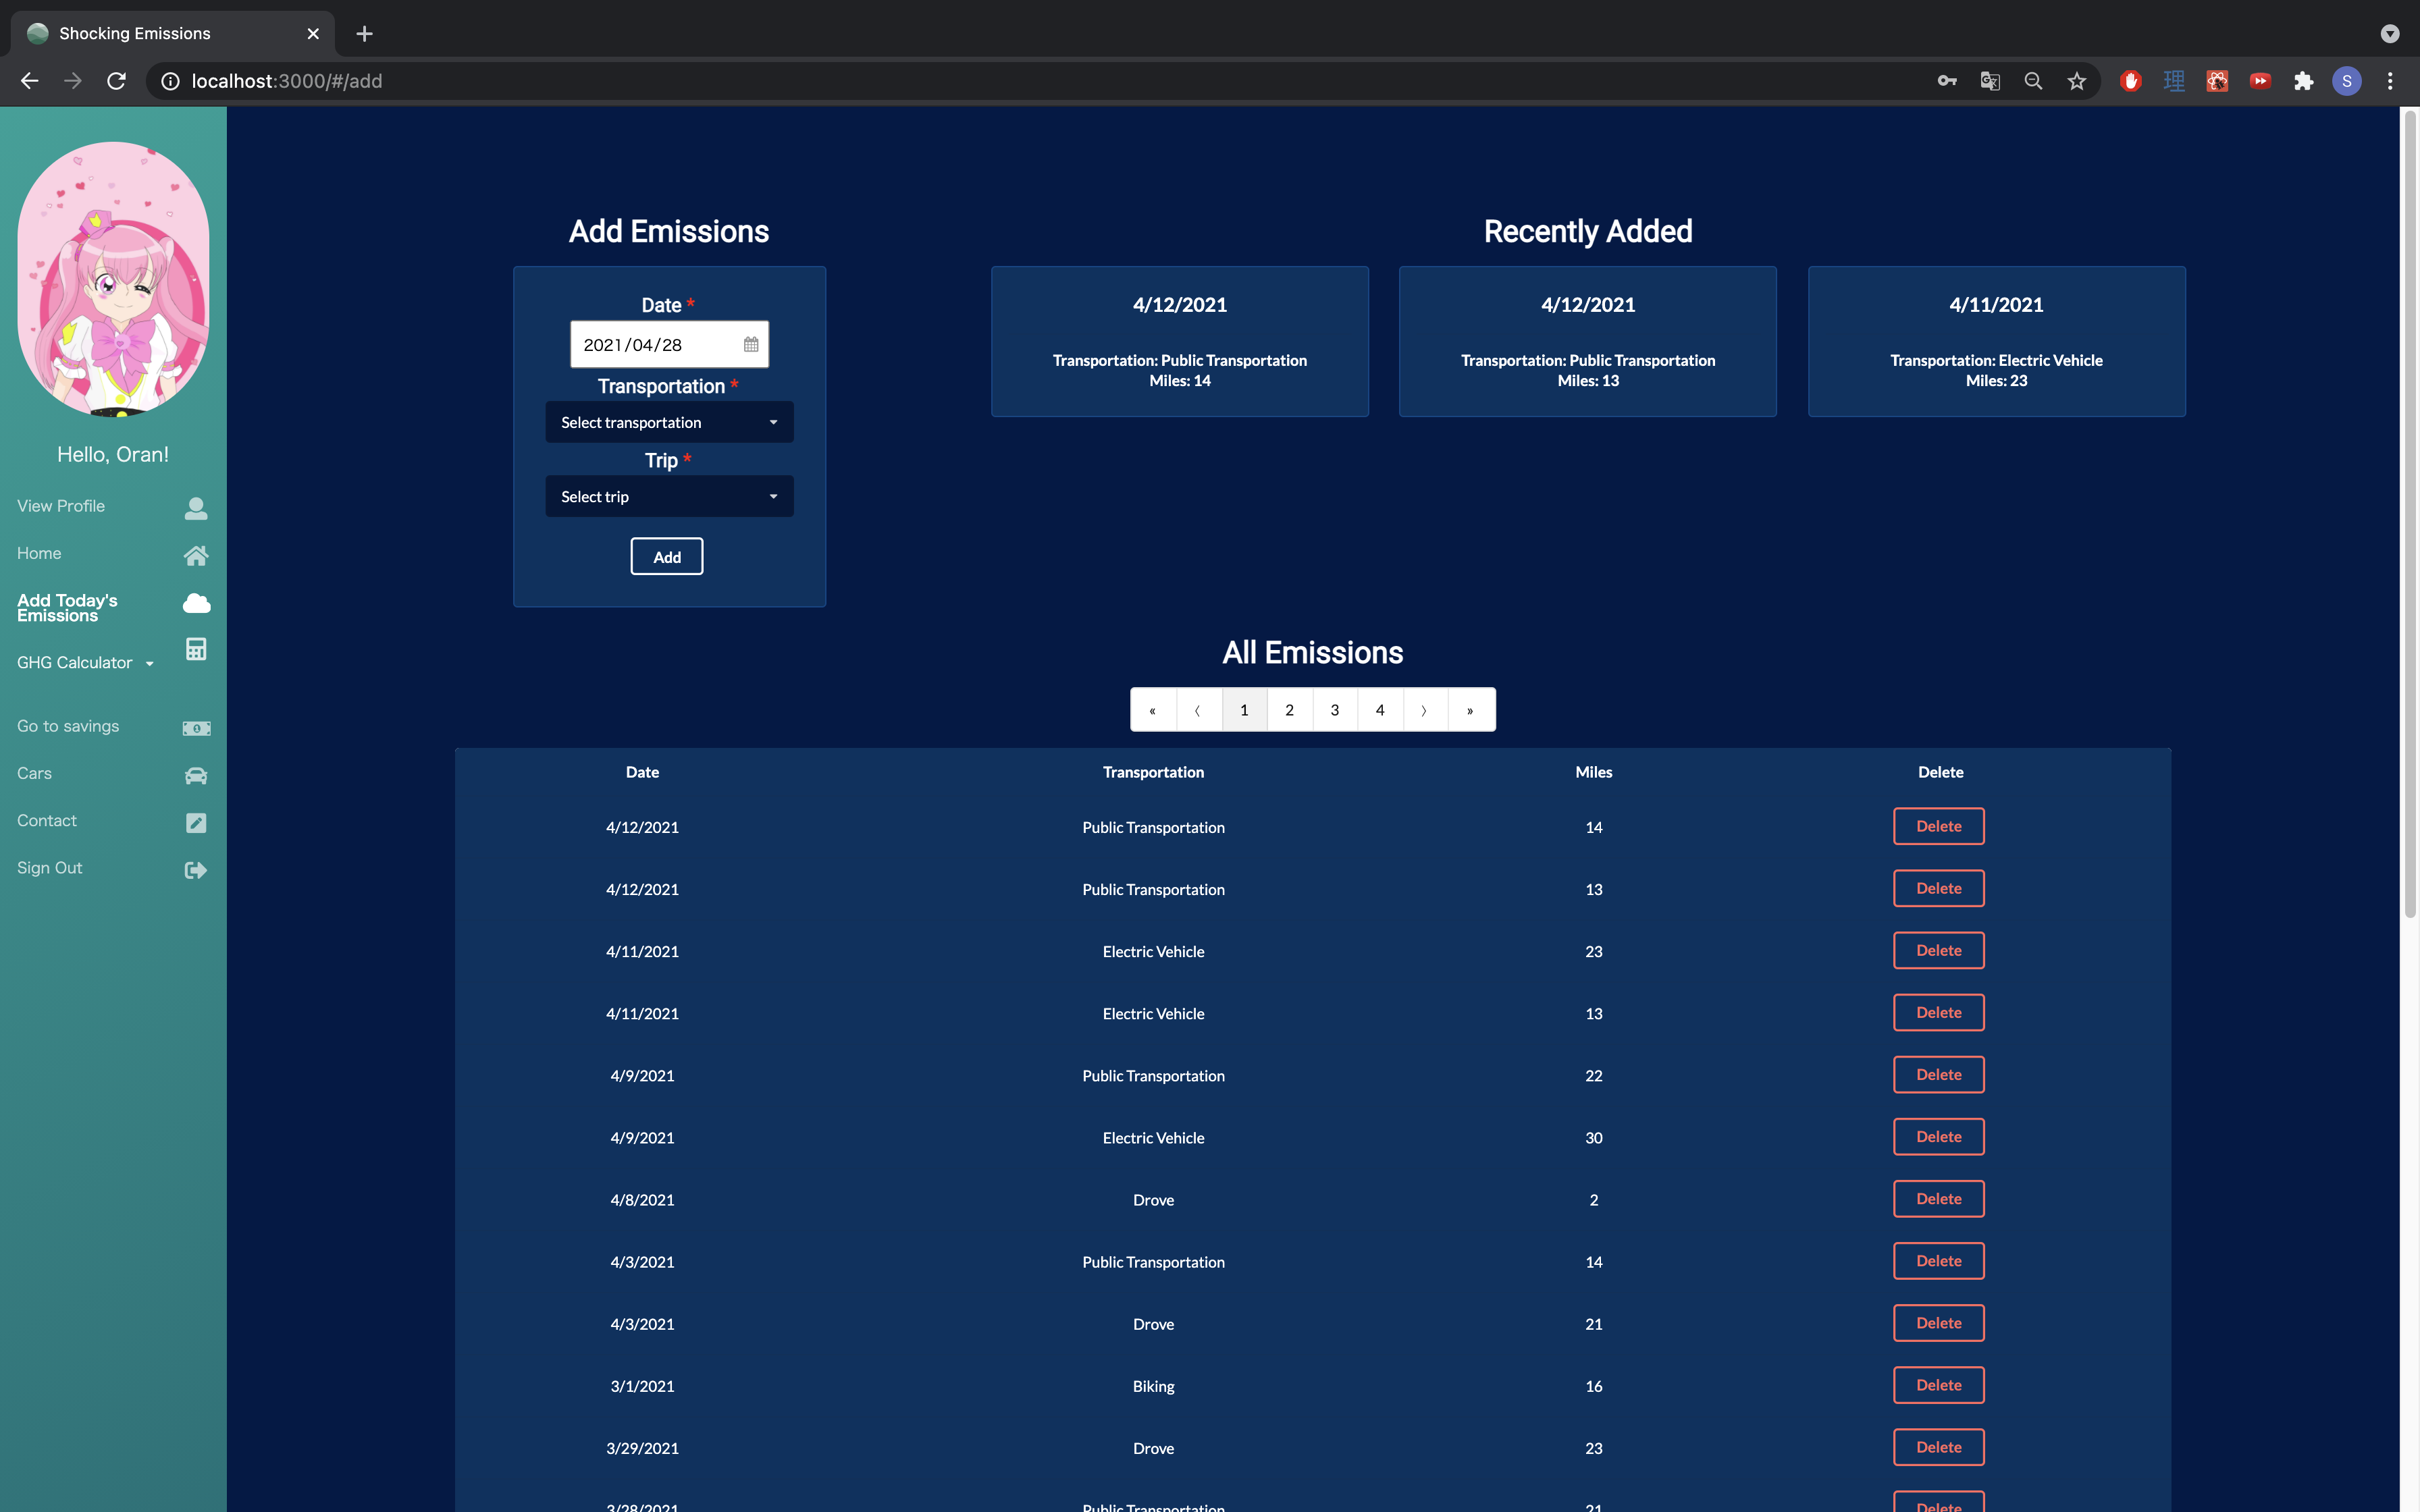 Shocking Emissions
localhost:3000/#/add
S
Hello, Oran!
View Profile
Home
Add Today's
Emissions
GHG Calculator
Go to savings
Cars
Contact
Sign Out
Add Emissions
Date *
2021/04/28
Transportation *
Select transportation
Trip *
Select trip
Add
Recently Added
4/12/2021
Transportation: Public Transportation
Miles: 14
4/12/2021
Transportation: Public Transportation
Miles: 13
4/11/2021
Transportation: Electric Vehicle
Miles: 23
All Emissions
« ⟨ 1 2 3 4 ⟩ »
Date Transportation Miles Delete
4/12/2021 Public Transportation 14 Delete
4/12/2021 Public Transportation 13 Delete
4/11/2021 Electric Vehicle 23 Delete
4/11/2021 Electric Vehicle 13 Delete
4/9/2021 Public Transportation 22 Delete
4/9/2021 Electric Vehicle 30 Delete
4/8/2021 Drove 2 Delete
4/3/2021 Public Transportation 14 Delete
4/3/2021 Drove 21 Delete
3/1/2021 Biking 16 Delete
3/29/2021 Drove 23 Delete
3/28/2021 Public Transportation 21 Delete